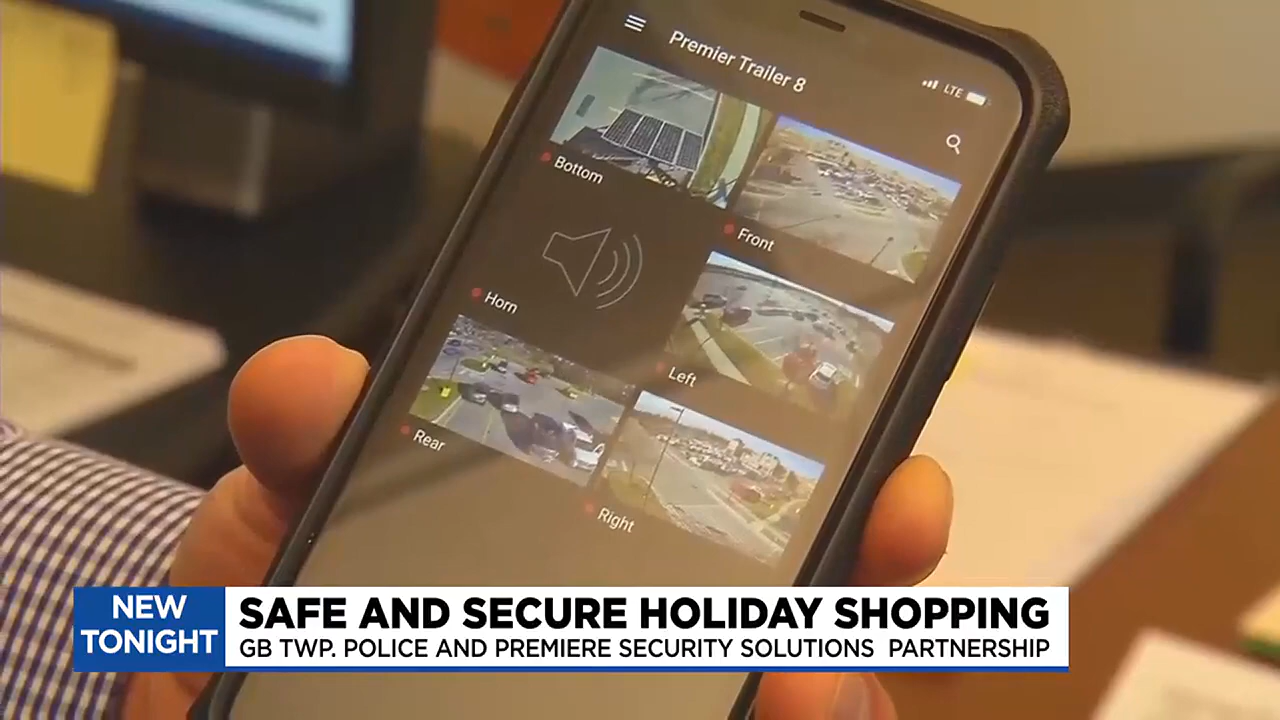 Premier Trailer 8
LTE
Bottom
Front
Horn
Left
Rear
Right
NEW
TONIGHT
SAFE AND SECURE HOLIDAY SHOPPING
GB TWP. POLICE AND PREMIERE SECURITY SOLUTIONS PARTNERSHIP